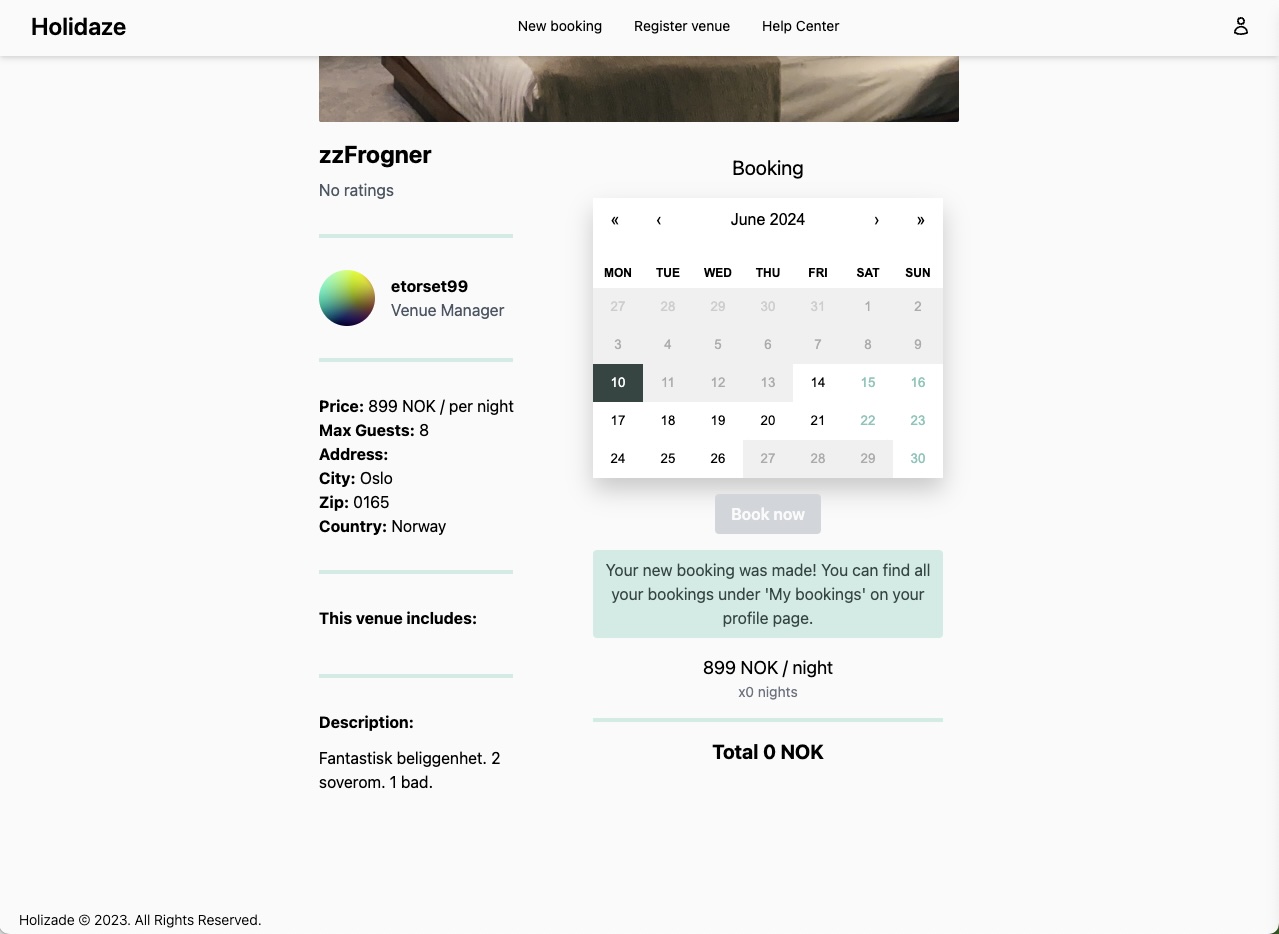 Holidaze
New booking Register venue Help Center
zzFrogner
No ratings
etorset99
Venue Manager
Price: 899 NOK / per night
Max Guests: 8
Address:
City: Oslo
Zip: 0165
Country: Norway
This venue includes:
Description:
Fantastisk beliggenhet. 2
soverom. 1 bad.
Booking
« ‹ June 2024 › »
MON TUE WED THU FRI SAT SUN
27 28 29 30 31 1 2
3 4 5 6 7 8 9
10 11 12 13 14 15 16
17 18 19 20 21 22 23
24 25 26 27 28 29 30
Book now
Your new booking was made! You can find all
your bookings under 'My bookings' on your
profile page.
899 NOK / night
x0 nights
Total 0 NOK
Holizade © 2023. All Rights Reserved.